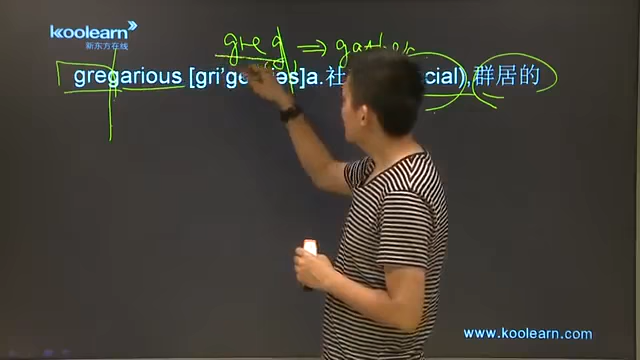 koolearn
新东方在线
greg ⇒ gather
gregarious [gri'ge iəs]a.社 cial),群居的
www.koolearn.com